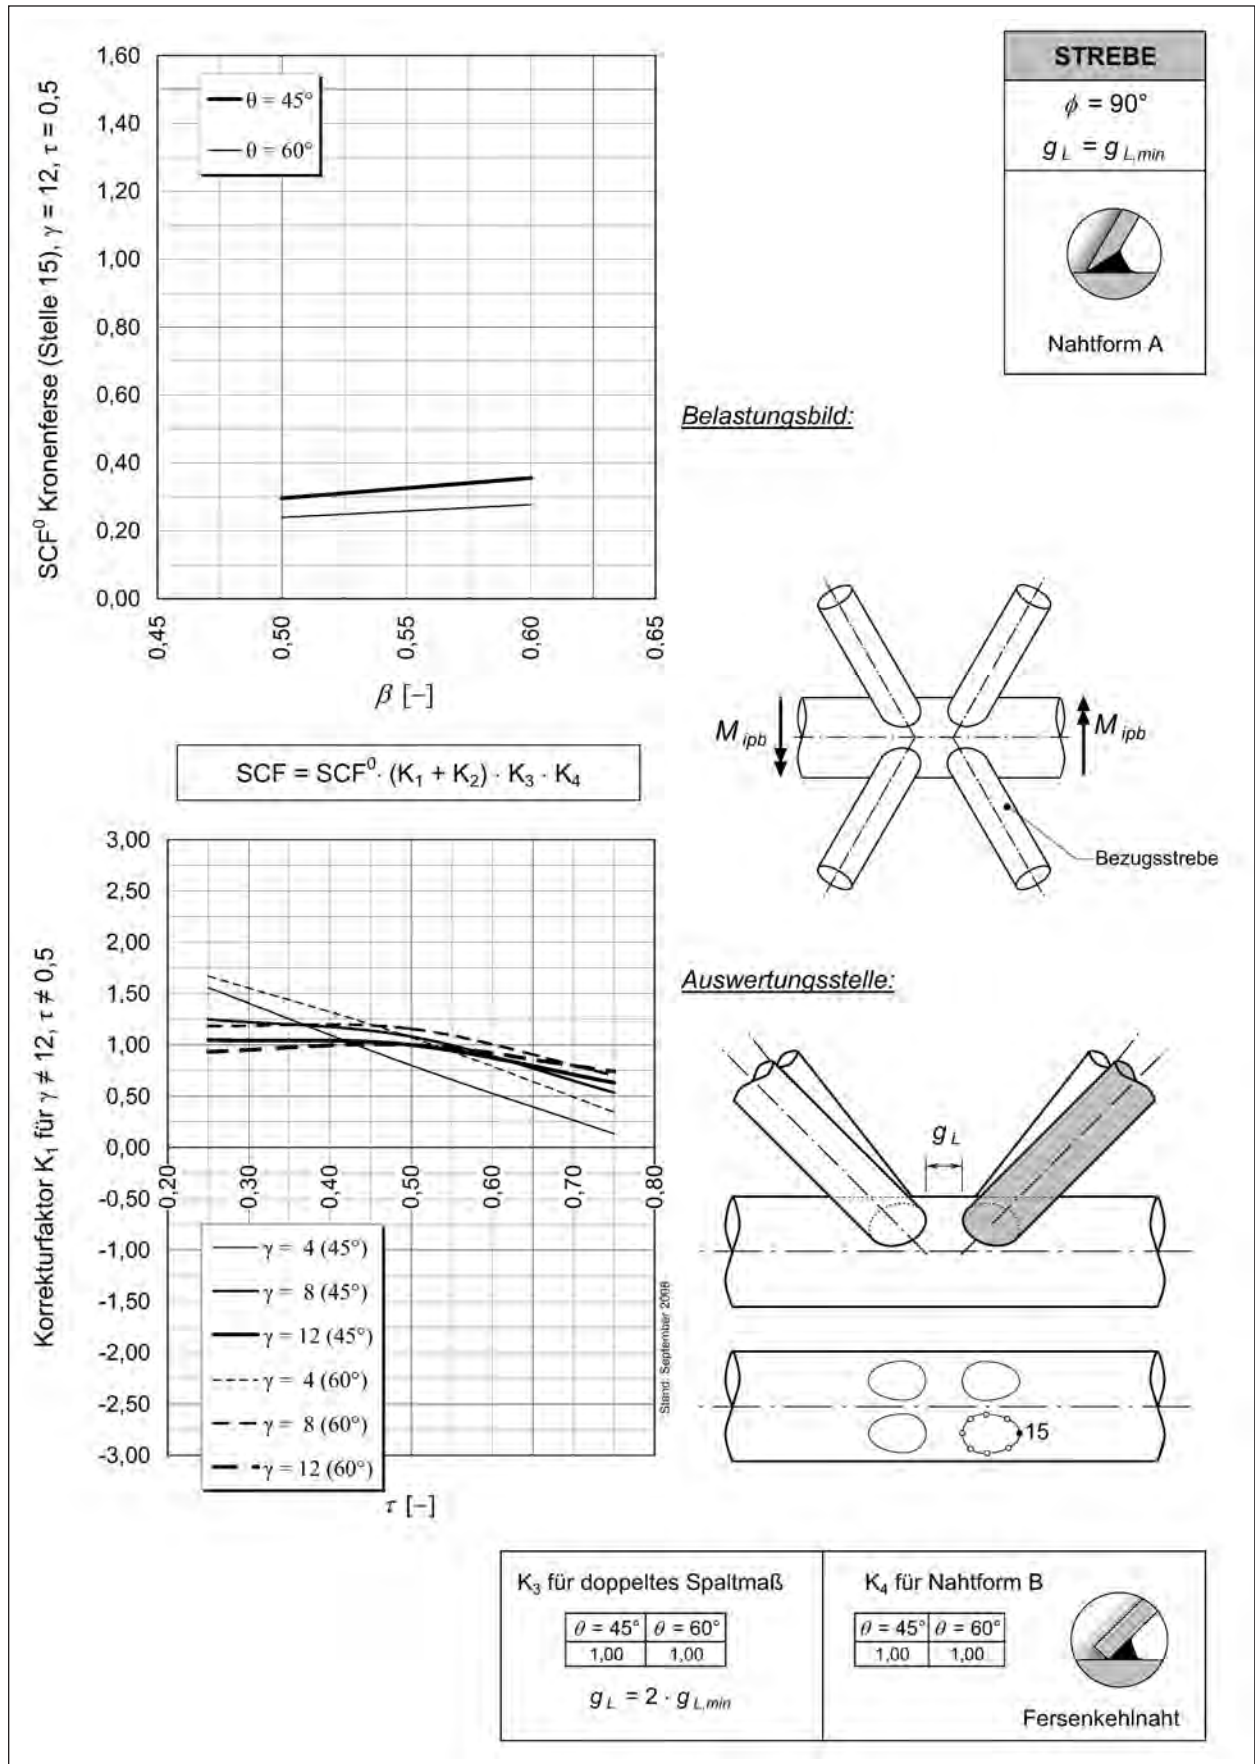 SCF⁰ Kronenferse (Stelle 15), γ = 12, τ = 0,5
1,60
1,40
1,20
1,00
0,80
0,60
0,40
0,20
0,00
θ = 45°
θ = 60°
0,45
0,50
0,55
0,60
0,65
β [−]
STREBE
ϕ = 90°
g L = g L,min
Nahtform A
Belastungsbild:
M ipb
M ipb
Bezugsstrebe
SCF = SCF⁰· (K₁ + K₂) · K₃ · K₄
Korrekturfaktor K₁ für γ ≠ 12, τ ≠ 0,5
3,00
2,50
2,00
1,50
1,00
0,50
0,00
-0,50
-1,00
-1,50
-2,00
-2,50
-3,00
0,20
0,30
0,40
0,50
0,60
0,70
0,80
γ = 4 (45°)
γ = 8 (45°)
γ = 12 (45°)
γ = 4 (60°)
γ = 8 (60°)
γ = 12 (60°)
τ [−]
Stand: September 2008
Auswertungsstelle:
g L
15
K₃ für doppeltes Spaltmaß
θ = 45° θ = 60°
1,00 1,00
g L = 2 · g L,min
K₄ für Nahtform B
θ = 45° θ = 60°
1,00 1,00
Fersenkehlnaht